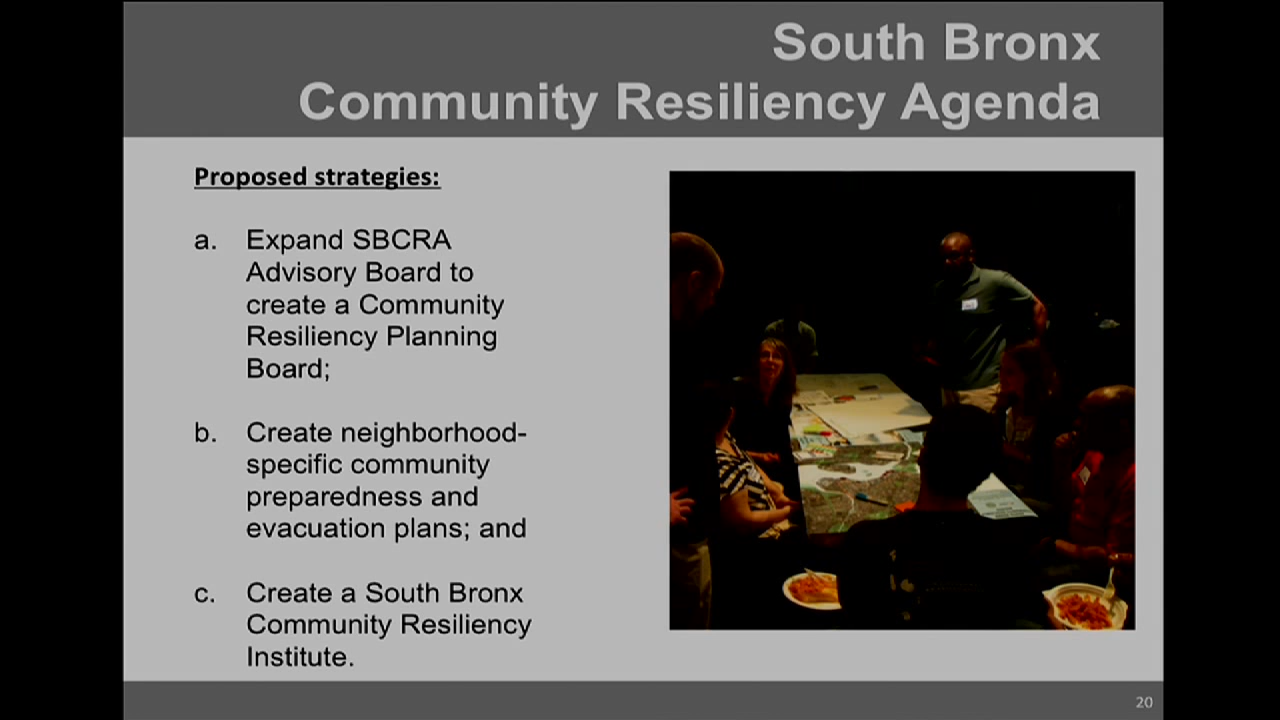 South Bronx
Community Resiliency Agenda
Proposed strategies:
a. Expand SBCRA
Advisory Board to
create a Community
Resiliency Planning
Board;
b. Create neighborhood-
specific community
preparedness and
evacuation plans; and
c. Create a South Bronx
Community Resiliency
Institute.
20